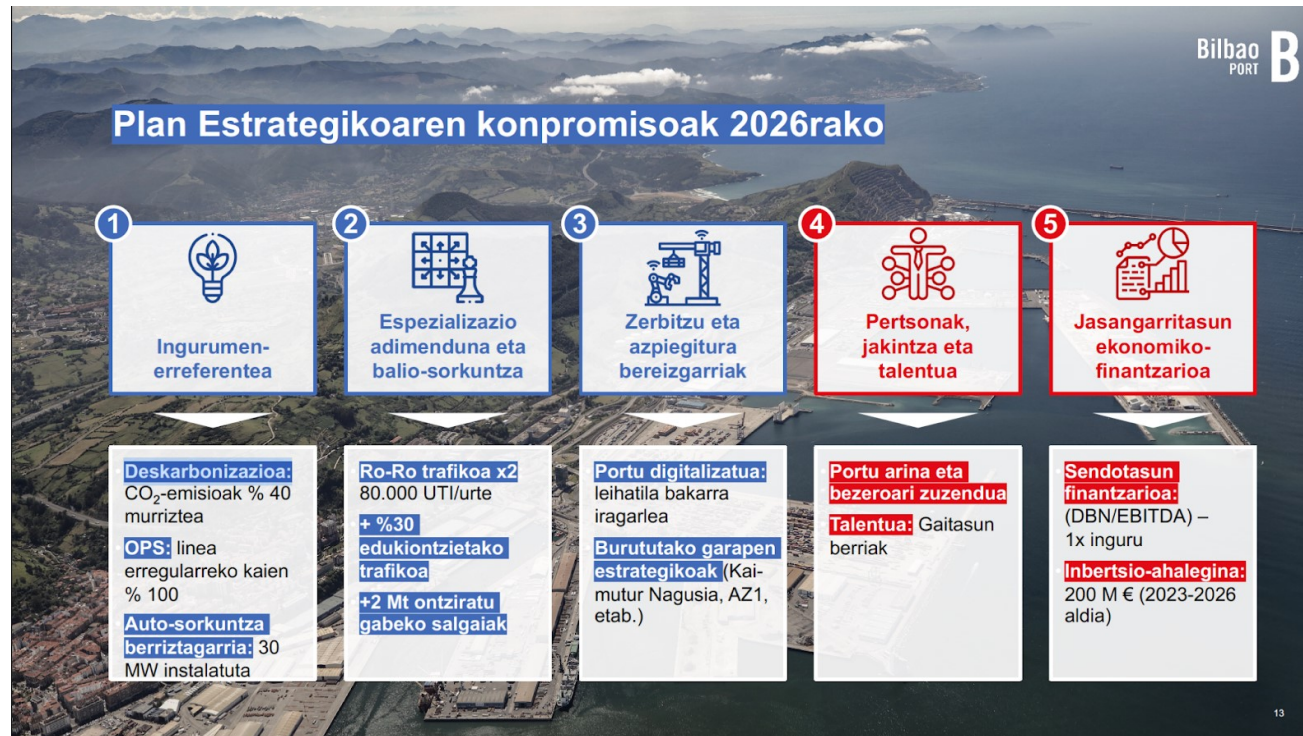 Bilbao
PORT
B
Plan Estrategikoaren konpromisoak 2026rako
1
Ingurumen-
erreferentea
2
Espezializazio
adimenduna eta
balio-sorkuntza
3
Zerbitzu eta
azpiegitura
bereizgarriak
4
Pertsonak,
jakintza eta
talentua
5
Jasangarritasun
ekonomiko-
finantzarioa
Deskarbonizazioa:
CO₂-emisioak % 40
murriztea
OPS: linea
erregularreko kaien
% 100
Auto-sorkuntza
berriztagarria: 30
MW instalatuta
Ro-Ro trafikoa x2
80.000 UTI/urte
+ %30
edukiontzietako
trafikoa
+2 Mt ontziratu
gabeko salgaiak
Portu digitalizatua:
leihatila bakarra
iragarlea
Burututako garapen
estrategikoak (Kai-
mutur Nagusia, AZ1,
etab.)
Portu arina eta
bezeroari zuzendua
Talentua: Gaitasun
berriak
Sendotasun
finantzarioa:
(DBN/EBITDA) –
1x inguru
Inbertsio-ahalegina:
200 M € (2023-2026
aldia)
13